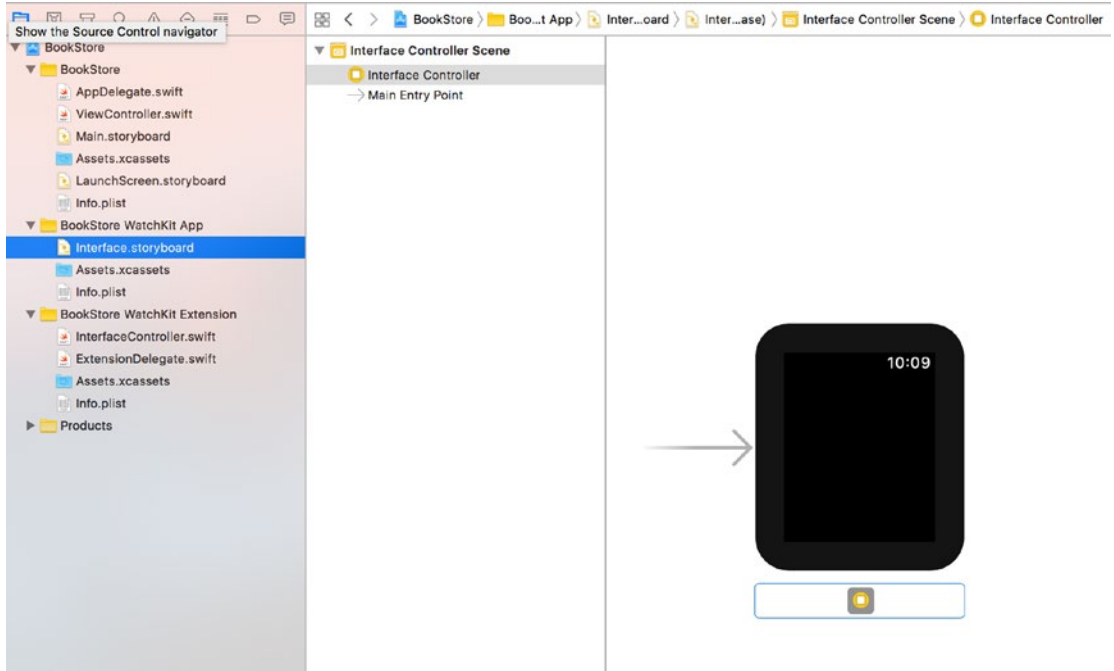 BookStore Boo...t App Inter...oard Inter...ase) Interface Controller Scene Interface Controller
Show the Source Control navigator
BookStore
BookStore
AppDelegate.swift
ViewController.swift
Main.storyboard
Assets.xcassets
LaunchScreen.storyboard
Info.plist
BookStore WatchKit App
Interface.storyboard
Assets.xcassets
Info.plist
BookStore WatchKit Extension
InterfaceController.swift
ExtensionDelegate.swift
Assets.xcassets
Info.plist
Products
Interface Controller Scene
Interface Controller
Main Entry Point
10:09